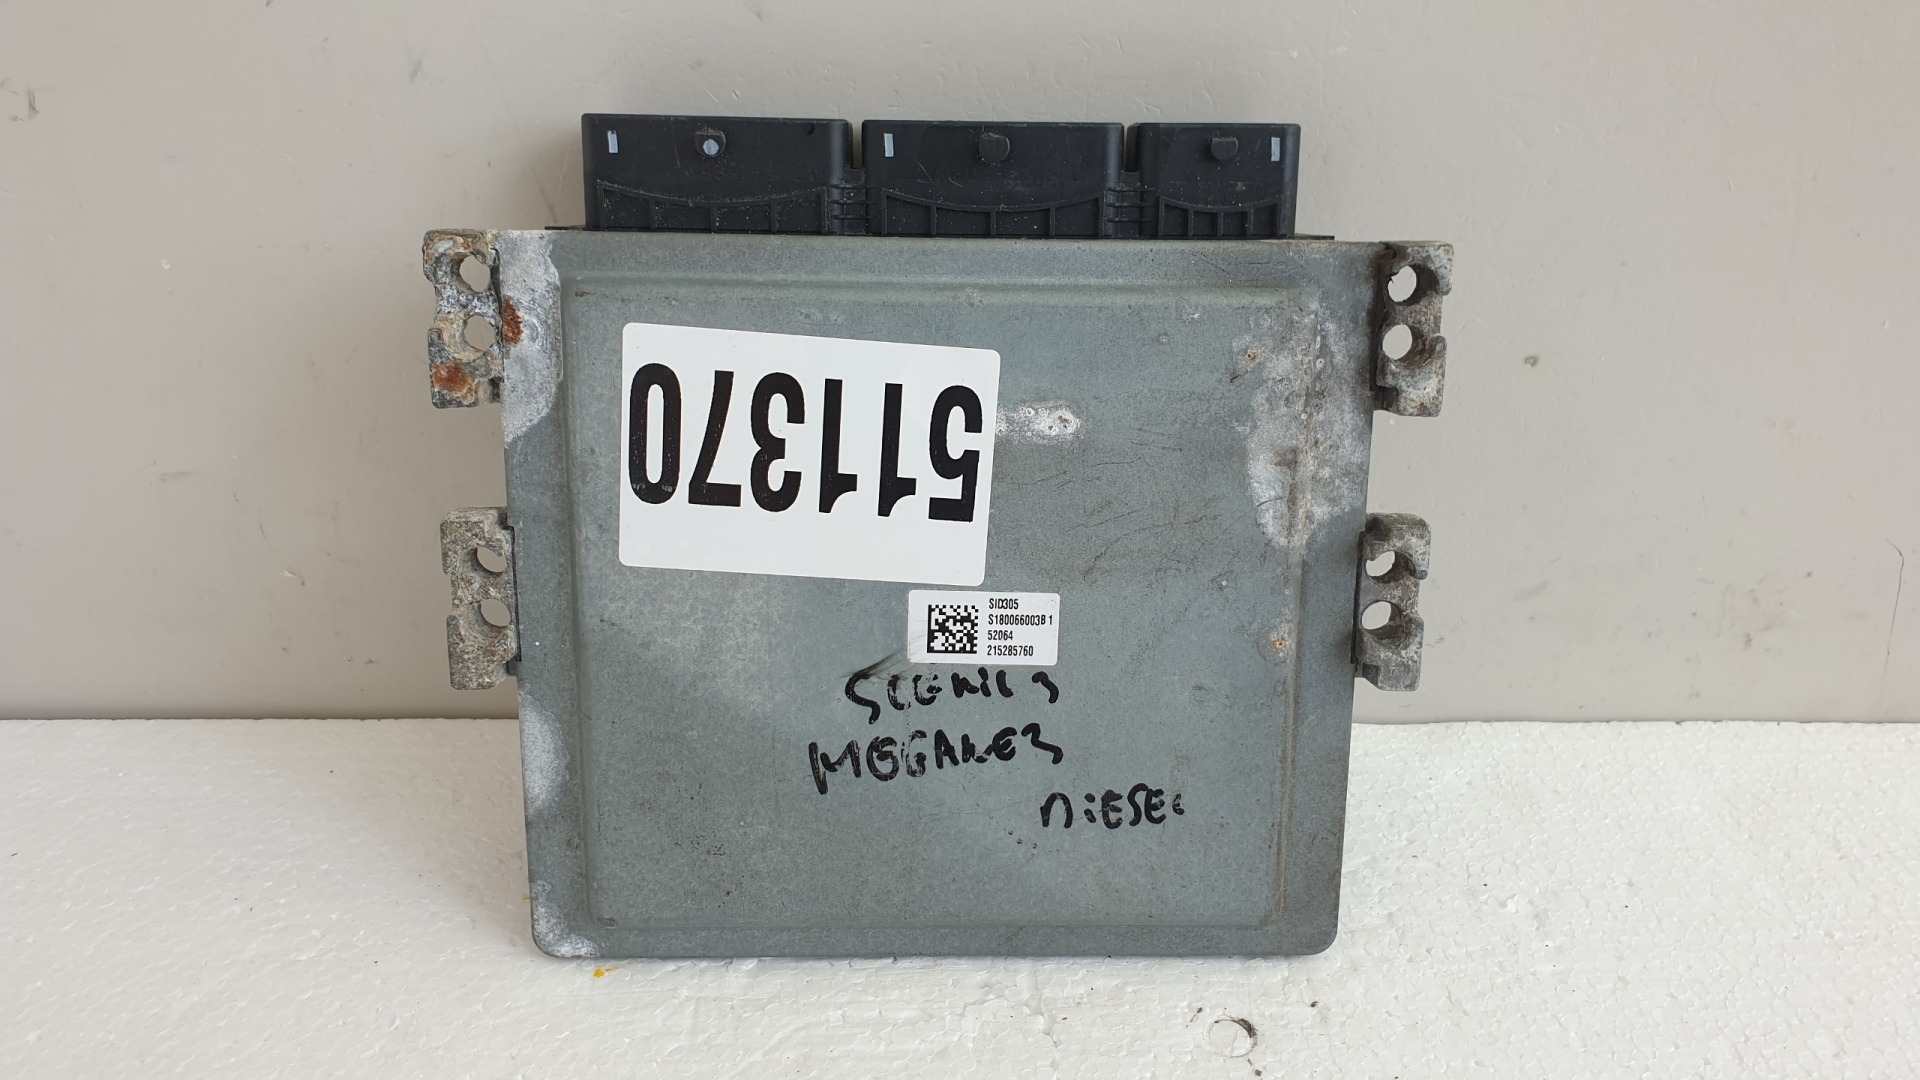 511370
SID305
S180066003B 1
52064
215285760
SCENIC 3
MEGANE 3
DIESEL